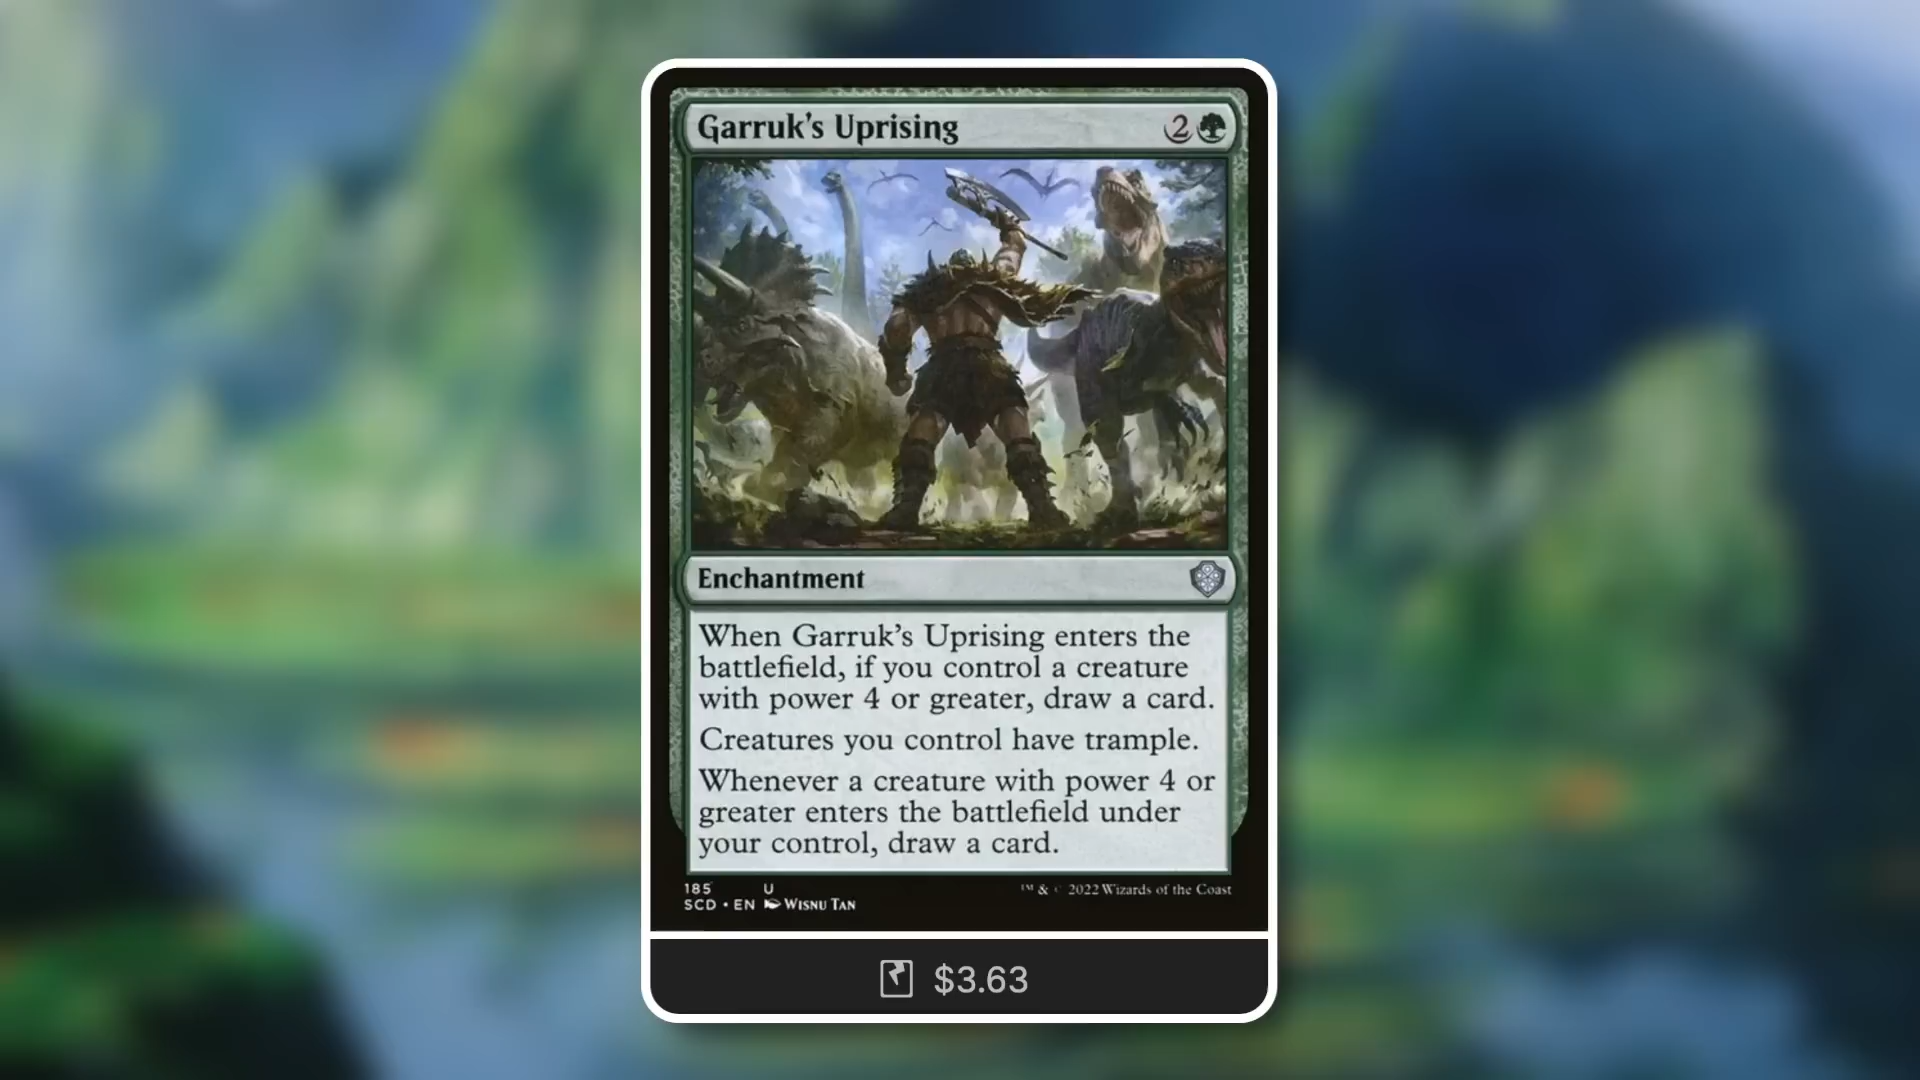 Garruk's Uprising 2
Enchantment
When Garruk's Uprising enters the
battlefield, if you control a creature
with power 4 or greater, draw a card.
Creatures you control have trample.
Whenever a creature with power 4 or
greater enters the battlefield under
your control, draw a card.
185 U
SCD • EN Wisnu Tan
™ & © 2022 Wizards of the Coast
$3.63